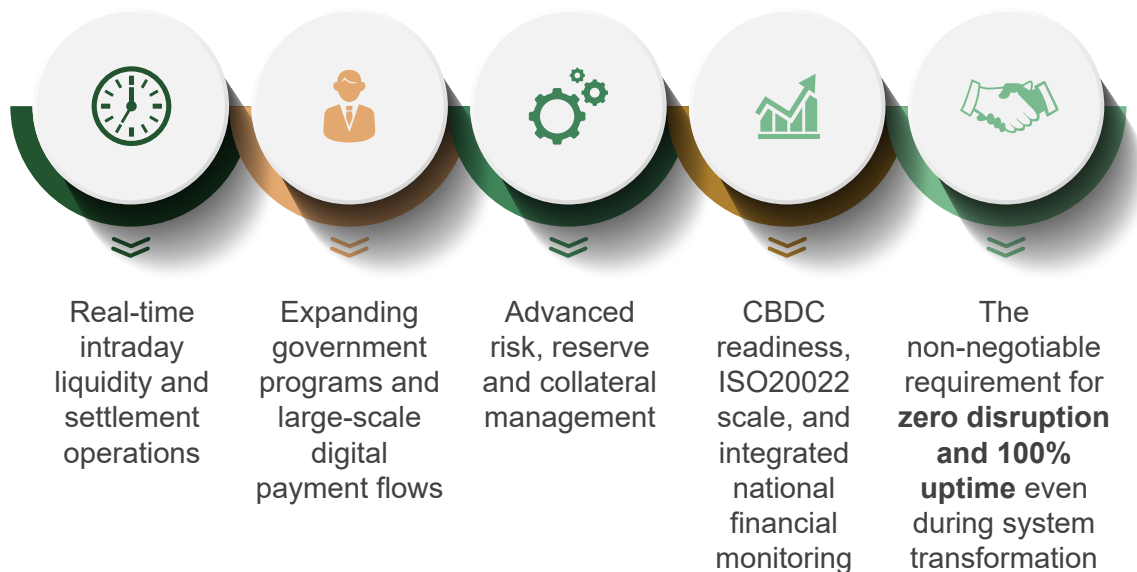 Real-time
intraday
liquidity and
settlement
operations
Expanding
government
programs and
large-scale
digital
payment flows
Advanced
risk, reserve
and collateral
management
CBDC
readiness,
ISO20022
scale, and
integrated
national
financial
monitoring
The
non-negotiable
requirement for
zero disruption
and 100%
uptime even
during system
transformation